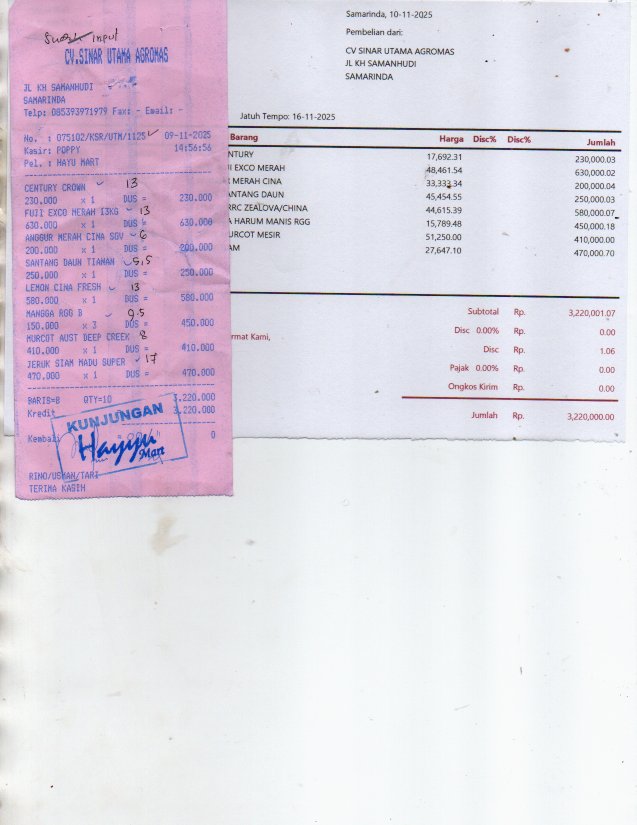 Sudah input
CV.SINAR UTAMA AGROMAS
JL KH SAMANHUDI
SAMARINDA
Telp: 085393971979 Fax: - Email: -
No. : 075102/KSR/UTM/1125 09-11-2025
Kasir: POPPY 14:56:56
Pel. : HAYU MART
CENTURY CROWN 13
230.000 x 1 DUS = 230.000
FUJI EXCO MERAH 13KG 13
630.000 x 1 DUS = 630.000
ANGGUR MERAH CINA SGV 6
200.000 x 1 DUS = 200.000
SANTANG DAUN TIANAN 5,5
250.000 x 1 DUS = 250.000
LEMON CINA FRESH 13
580.000 x 1 DUS = 580.000
MANGGA RGG B 9.5
150.000 x 3 DUS = 450.000
MURCOT AUST DEEP CREEK 8
410.000 x 1 DUS = 410.000
JERUK SIAM MADU SUPER 17
470.000 x 1 DUS = 470.000
BARIS=8 QTY=10 3.220.000
Kredit 3.220.000
Kembali 0
KUNJUNGAN
Hayyu
Mart
RINO/USMAN/TARI
TERIMA KASIH
Samarinda, 10-11-2025
Pembelian dari:
CV SINAR UTAMA AGROMAS
JL KH SAMANHUDI
SAMARINDA
Jatuh Tempo: 16-11-2025
Barang Harga Disc% Disc% Jumlah
NTURY 17,692.31 230,000.03
JI EXCO MERAH 48,461.54 630,000.02
MERAH CINA 33,333.34 200,000.04
ANTANG DAUN 45,454.55 250,000.03
RRC ZEALOVA/CHINA 44,615.39 580,000.07
A HARUM MANIS RGG 15,789.48 450,000.18
URCOT MESIR 51,250.00 410,000.00
AM 27,647.10 470,000.70
Subtotal Rp. 3,220,001.07
rmat Kami, Disc 0.00% Rp. 0.00
Disc Rp. 1.06
Pajak 0.00% Rp. 0.00
Ongkos Kirim Rp. 0.00
Jumlah Rp. 3,220,000.00